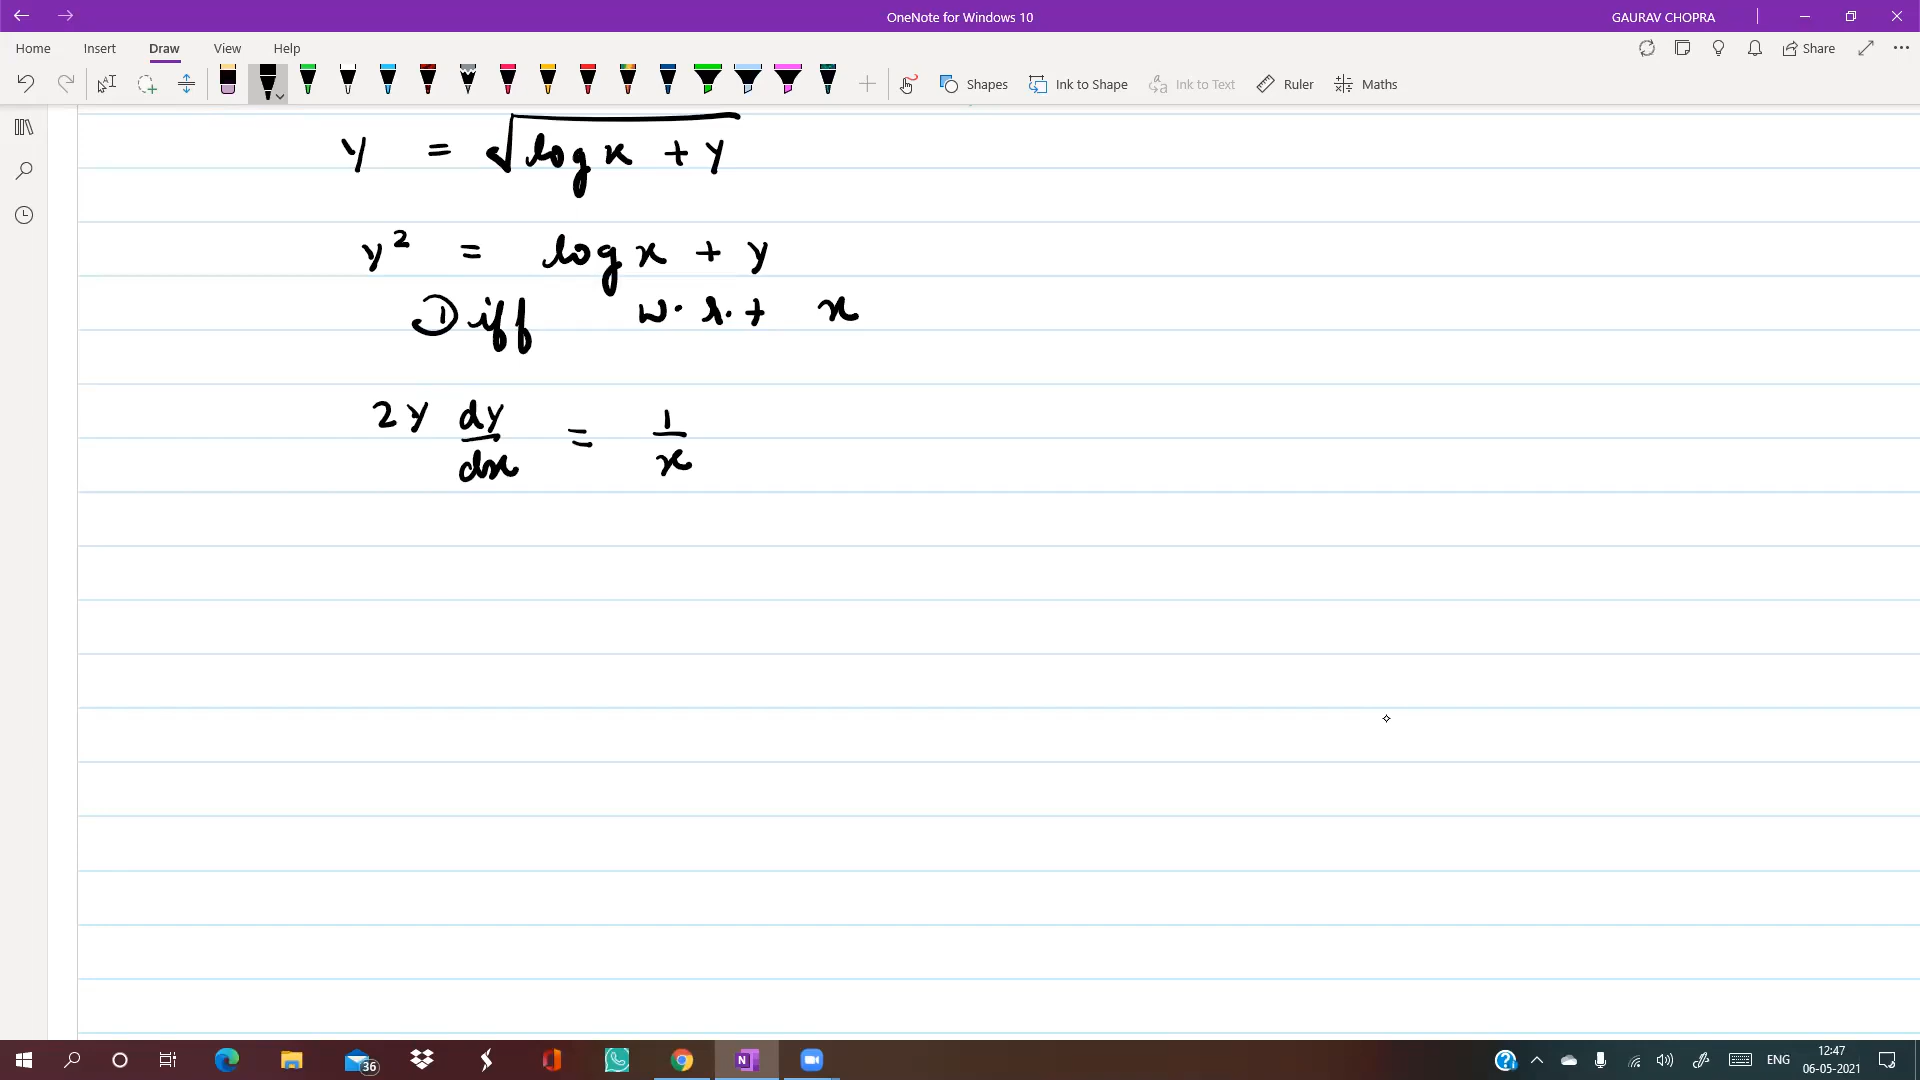 OneNote for Windows 10
GAURAV CHOPRA
Home Insert Draw View Help
Share
Shapes Ink to Shape Ink to Text Ruler Maths
y = √(log x + y)
y² = log x + y
Diff w.r.t x
2y dy/dx = 1/x
36
ENG
12:47
06-05-2021